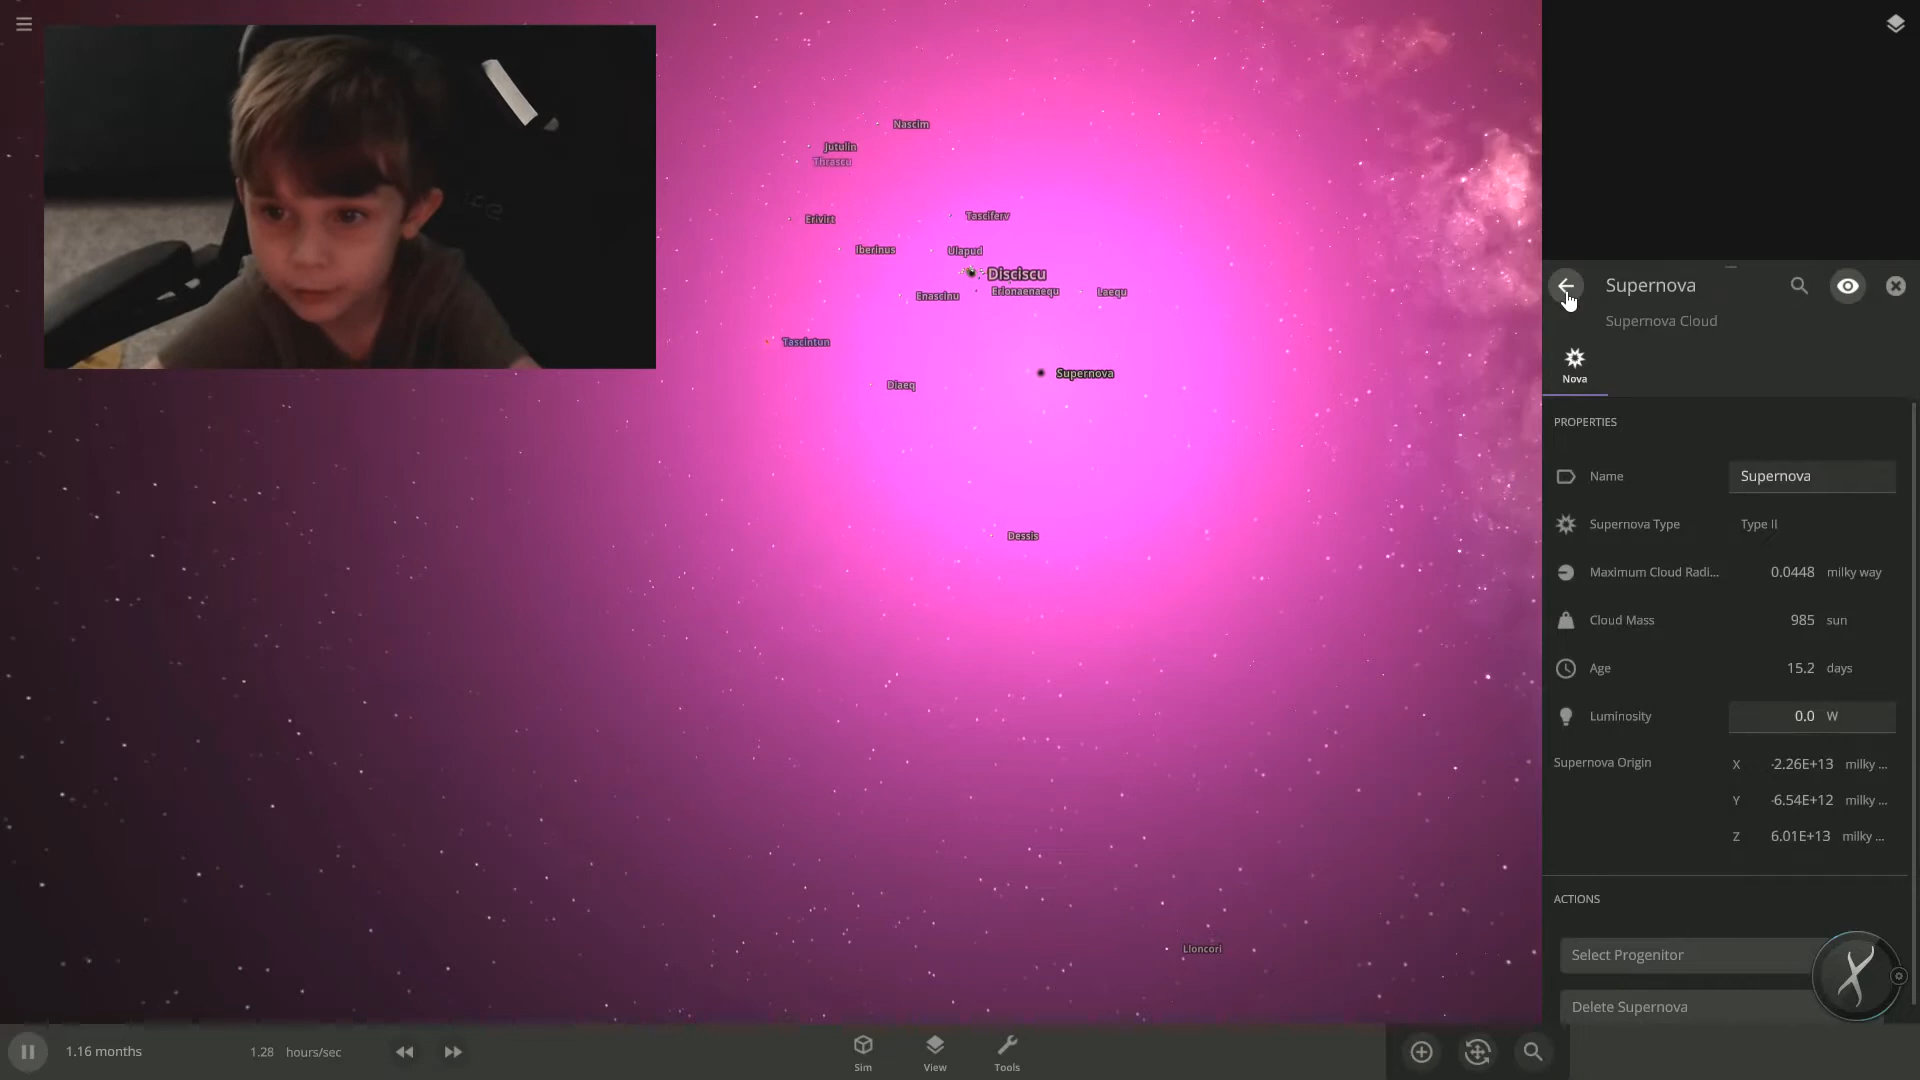 Nascim
Jutulin
Thrascu
Erivirt
Tasciferv
Iberinus
Ulapud
Disciscu
Enascinu
Erionaenaequ
Laequ
Tascintun
Supernova
Diaeq
Dessis
Lloncori
Supernova
Supernova Cloud
Nova
PROPERTIES
Name Supernova
Supernova Type Type II
Maximum Cloud Radi... 0.0448 milky way
Cloud Mass 985 sun
Age 15.2 days
Luminosity 0.0 W
Supernova Origin X -2.26E+13 milky ...
Y -6.54E+12 milky ...
Z 6.01E+13 milky ...
ACTIONS
Select Progenitor
Delete Supernova
1.16 months 1.28 hours/sec
Sim View Tools